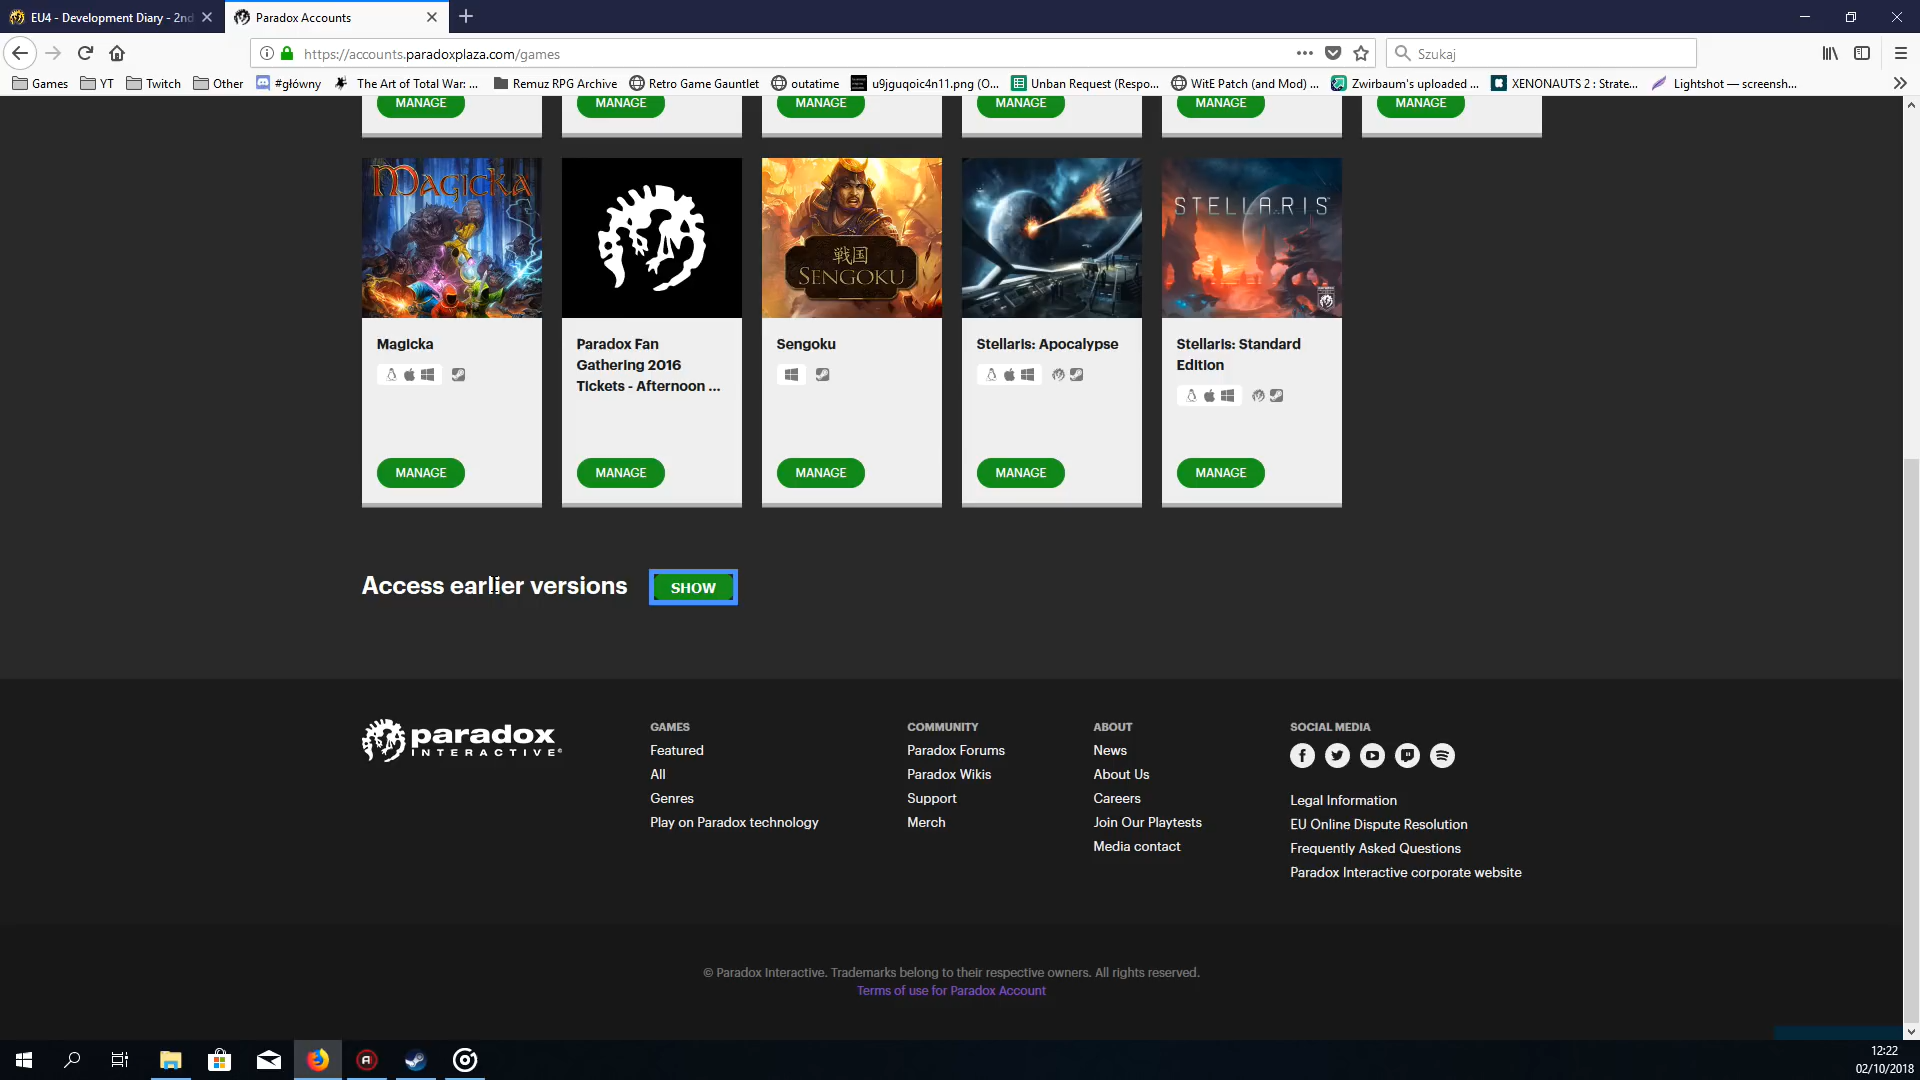 EU4 - Development Diary - 2nd
Paradox Accounts
https://accounts.paradoxplaza.com/games
Szukaj
Games
YT
Twitch
Other
#główny
The Art of Total War: ...
Remuz RPG Archive
Retro Game Gauntlet
outatime
u9jguqoic4n11.png (O...
Unban Request (Respo...
WitE Patch (and Mod) ...
Zwirbaum's uploaded ...
XENONAUTS 2 : Strate...
Lightshot — screensh...
MANAGE
MANAGE
MANAGE
MANAGE
MANAGE
MANAGE
MAGICKA
戦国
SENGOKU
STELLARIS
Magicka
Paradox Fan
Gathering 2016
Tickets - Afternoon ...
Sengoku
Stellaris: Apocalypse
Stellaris: Standard
Edition
MANAGE
MANAGE
MANAGE
MANAGE
MANAGE
Access earlier versions
SHOW
paradox
INTERACTIVE
GAMES
Featured
All
Genres
Play on Paradox technology
COMMUNITY
Paradox Forums
Paradox Wikis
Support
Merch
ABOUT
News
About Us
Careers
Join Our Playtests
Media contact
SOCIAL MEDIA
Legal Information
EU Online Dispute Resolution
Frequently Asked Questions
Paradox Interactive corporate website
© Paradox Interactive. Trademarks belong to their respective owners. All rights reserved.
Terms of use for Paradox Account
12:22
02/10/2018